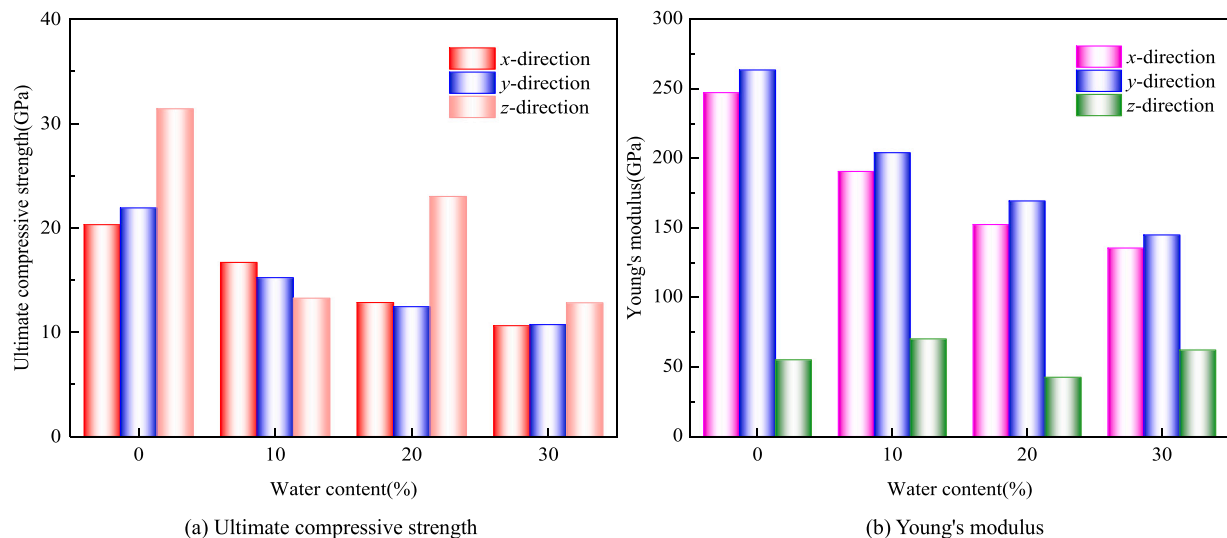 40
30
20
10
0
Ultimate compressive strength(GPa)
x-direction
y-direction
z-direction
0 10 20 30
Water content(%)
(a) Ultimate compressive strength
300
250
200
150
100
50
0
Young's modulus(GPa)
x-direction
y-direction
z-direction
0 10 20 30
Water content(%)
(b) Young's modulus